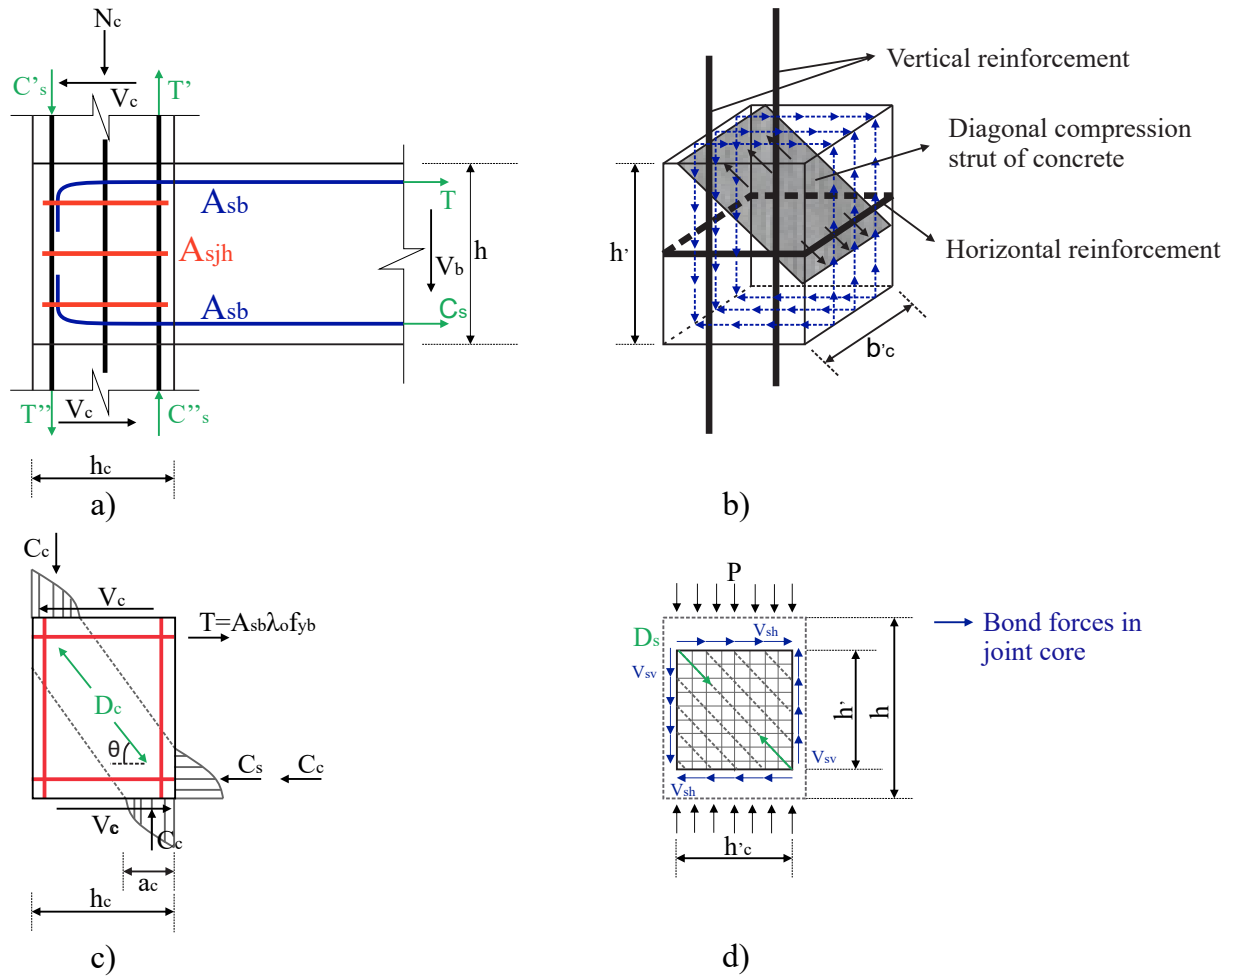 Nc
C's
Vc
T'
Asb
T
Asjh
h
Vb
Asb
Cs
T''
Vc
C''s
hc
a)
Vertical reinforcement
Diagonal compression
strut of concrete
h'
Horizontal reinforcement
b'c
b)
Cc
Vc
T=Asbλofyb
Dc
θ
Cs
Cc
Vc
Cc
ac
hc
c)
P
Ds
Vsh
Bond forces in
joint core
Vsv
h'
h
Vsv
Vsh
h'c
d)